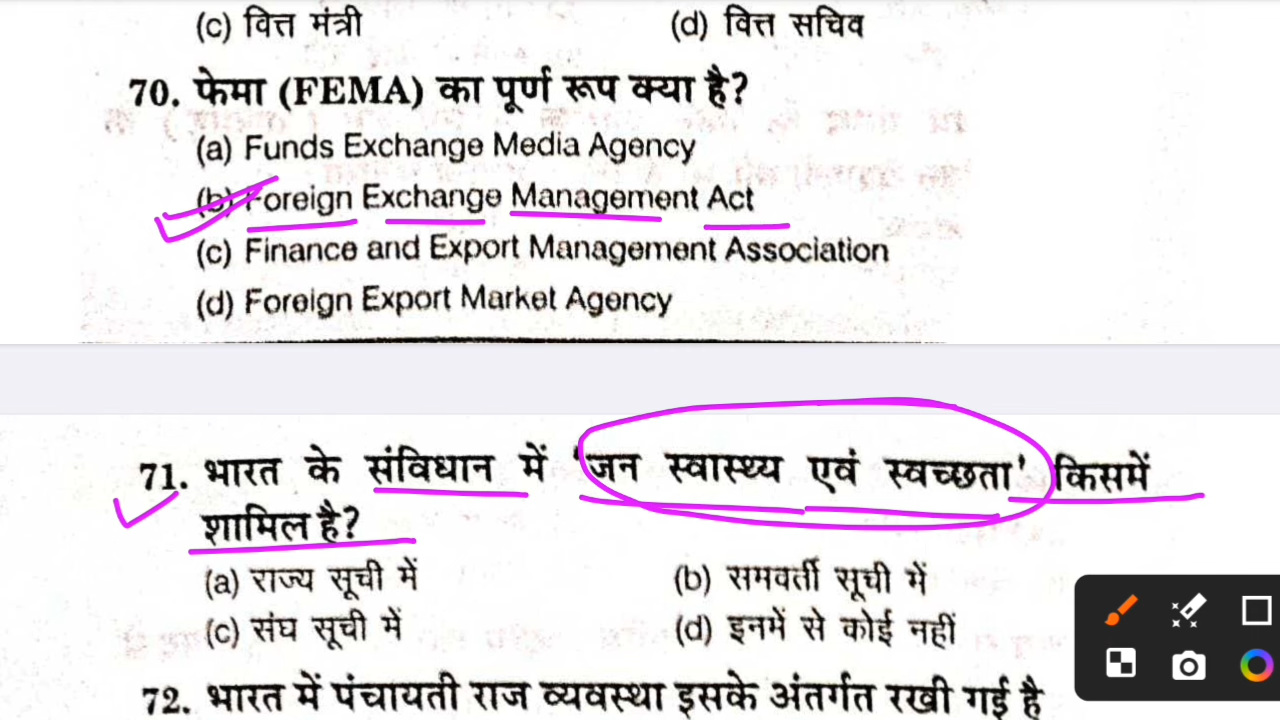 (c) वित्त मंत्री (d) वित्त सचिव
70. फेमा (FEMA) का पूर्ण रूप क्या है?
(a) Funds Exchange Media Agency
(b) Foreign Exchange Management Act
(c) Finance and Export Management Association
(d) Foreign Export Market Agency
71. भारत के संविधान में 'जन स्वास्थ्य एवं स्वच्छता' किसमें
शामिल है?
(a) राज्य सूची में (b) समवर्ती सूची में
(c) संघ सूची में (d) इनमें से कोई नहीं
72. भारत में पंचायती राज व्यवस्था इसके अंतर्गत रखी गई है